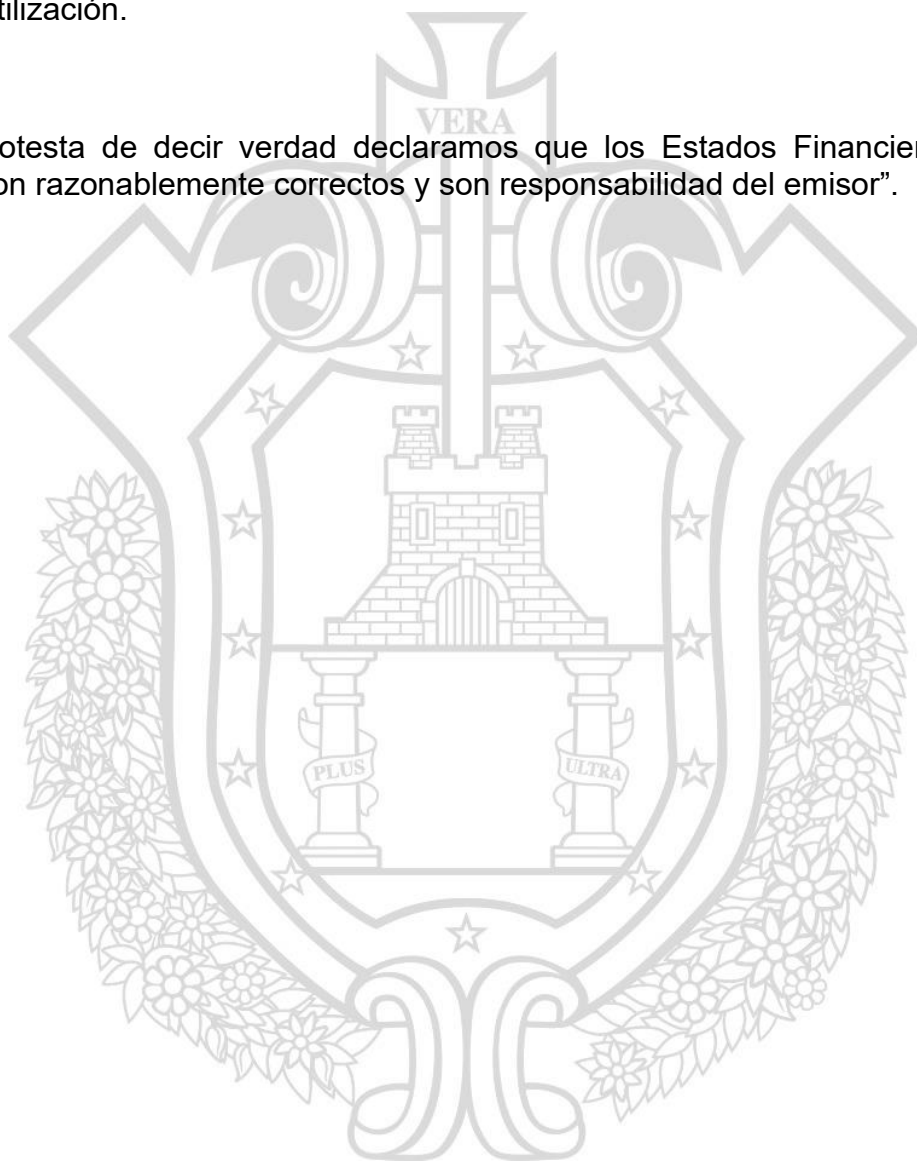 tilización.
VERA
otesta de decir verdad declaramos que los Estados Financier
on razonablemente correctos y son responsabilidad del emisor”.
PLUS
ULTRA